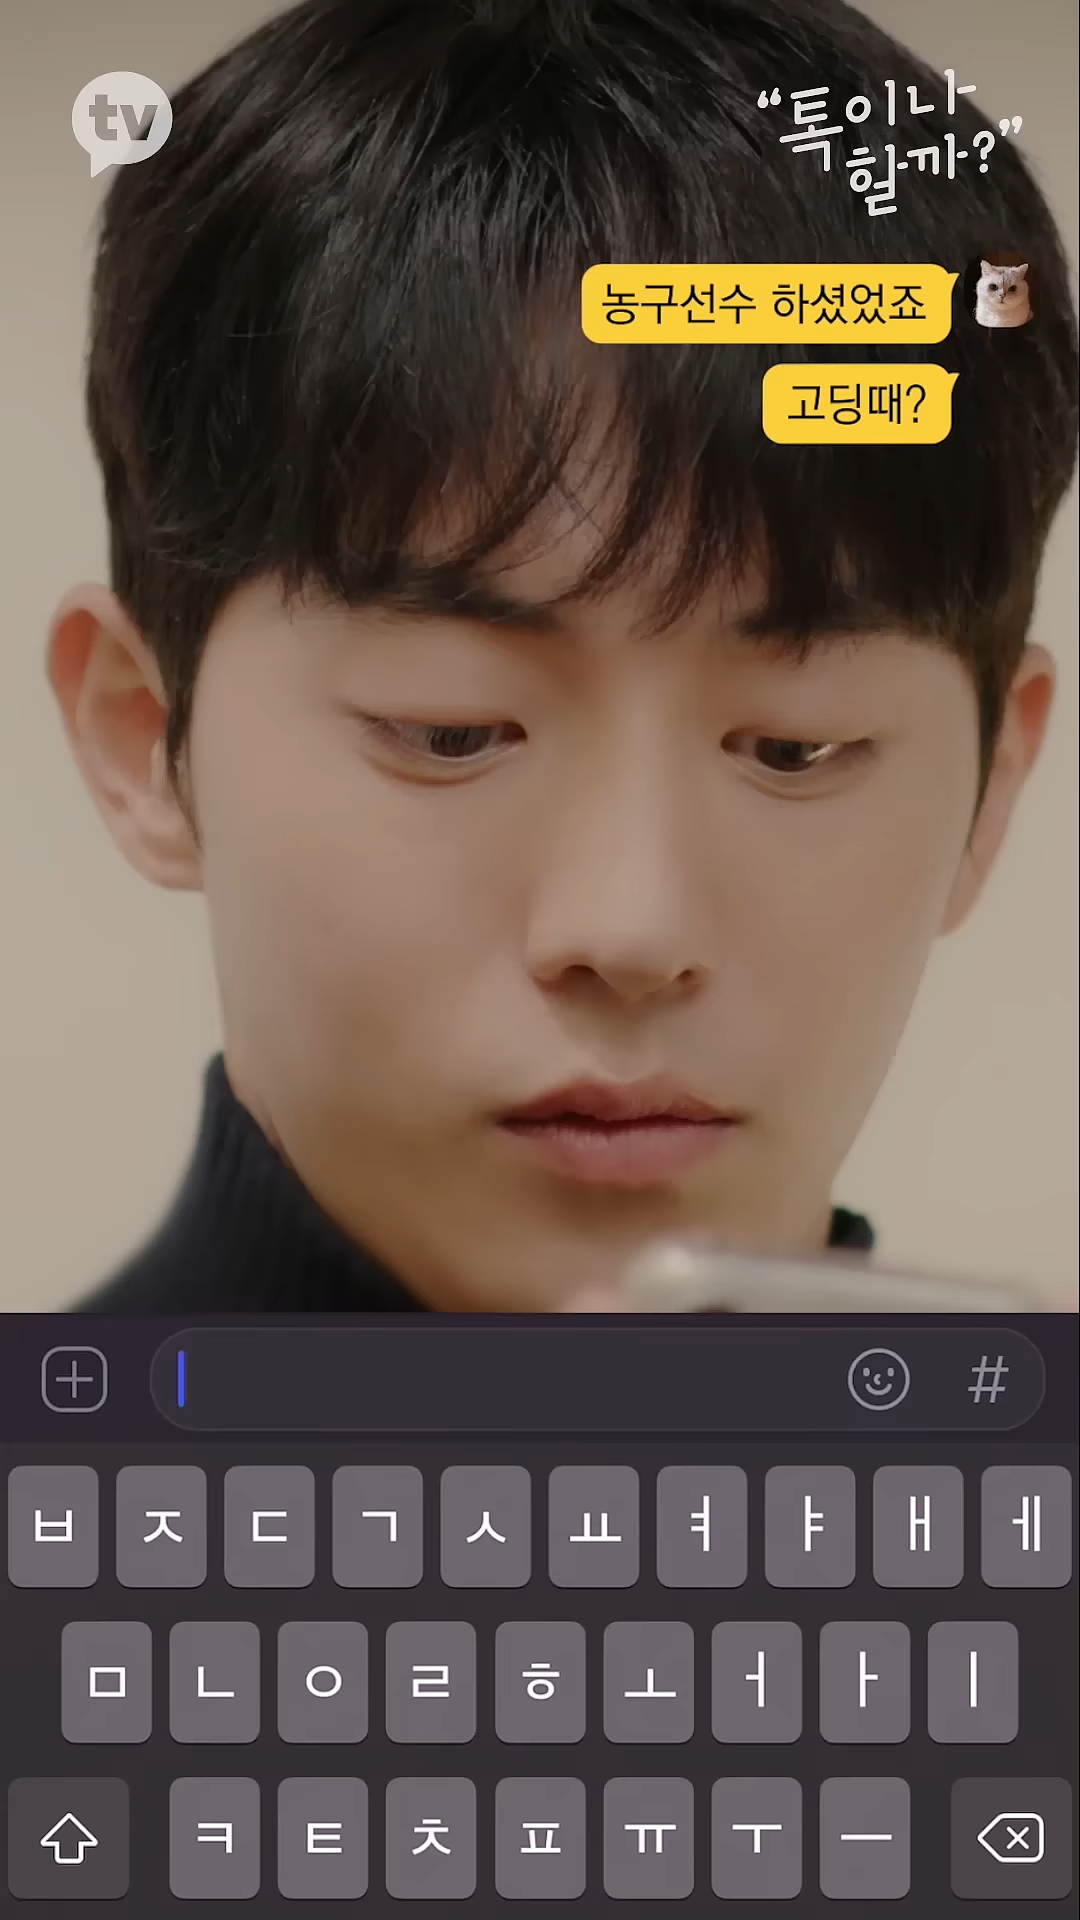 tv
“톡이나
할까?”
농구선수 하셨었죠
고딩때?
#
ㅂ ㅈ ㄷ ㄱ ㅅ ㅛ ㅕ ㅑ ㅐ ㅔ
ㅁ ㄴ ㅇ ㄹ ㅎ ㅗ ㅓ ㅏ ㅣ
ㅋ ㅌ ㅊ ㅍ ㅠ ㅜ ㅡ